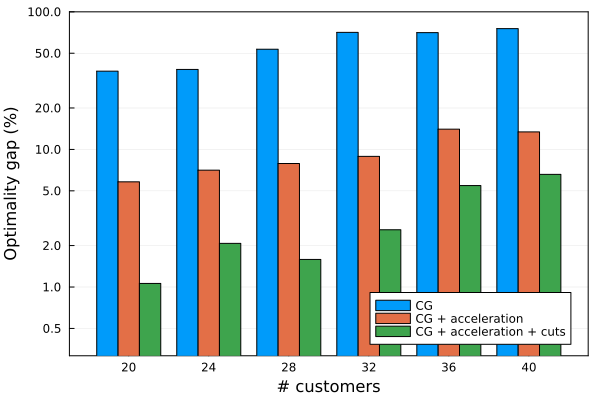 100.0
50.0
20.0
10.0
5.0
2.0
1.0
0.5
Optimality gap (%)
20 24 28 32 36 40
# customers
CG
CG + acceleration
CG + acceleration + cuts